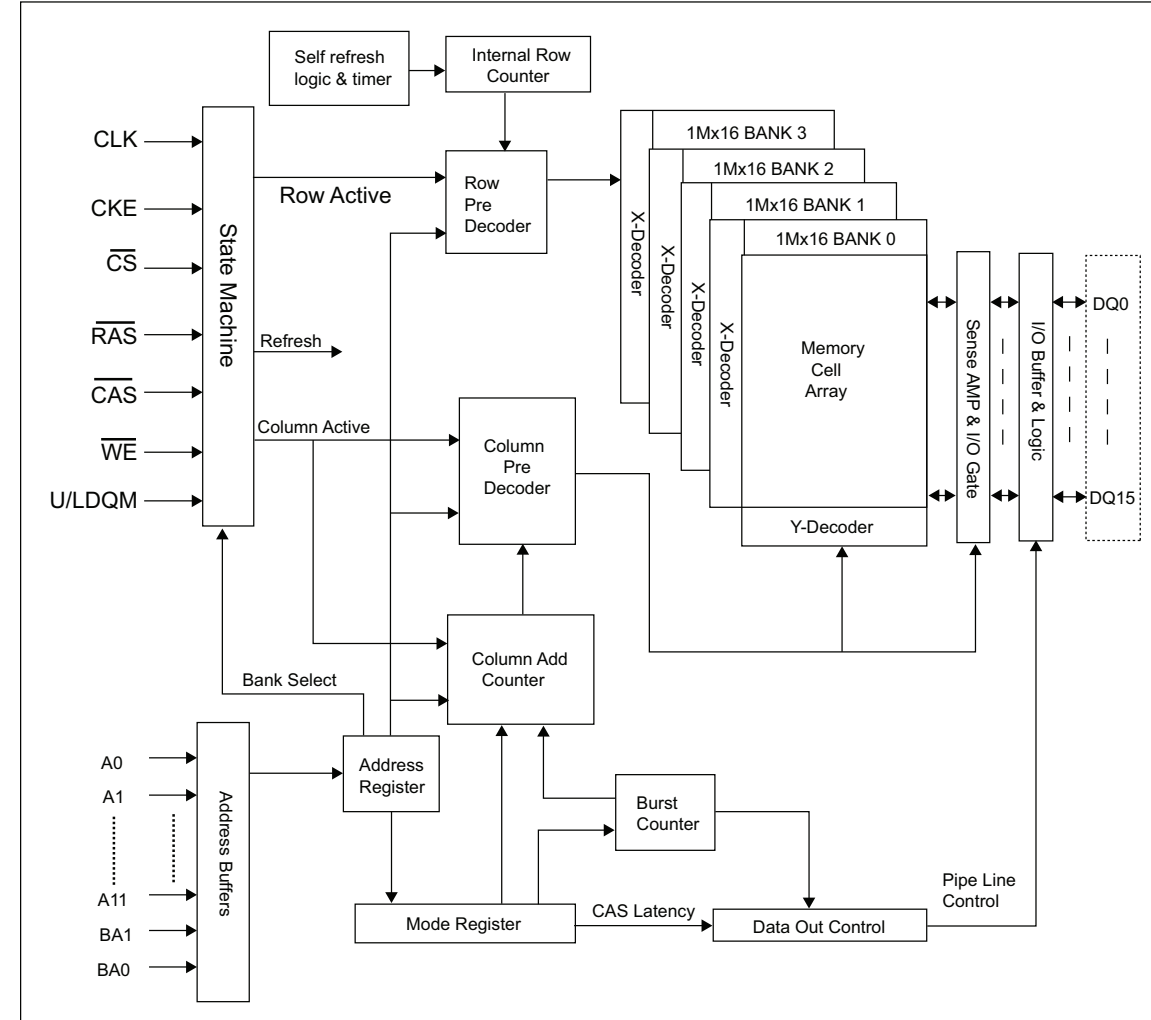 Self refresh
logic & timer
Internal Row
Counter
CLK
CKE
CS
RAS
CAS
WE
U/LDQM
State Machine
Row Active
Refresh
Column Active
Row
Pre
Decoder
1Mx16 BANK 3
1Mx16 BANK 2
1Mx16 BANK 1
1Mx16 BANK 0
X-Decoder
X-Decoder
X-Decoder
X-Decoder
Memory
Cell
Array
Y-Decoder
Sense AMP & I/O Gate
I/O Buffer & Logic
DQ0
DQ15
Column
Pre
Decoder
Column Add
Counter
Bank Select
A0
A1
A11
BA1
BA0
Address Buffers
Address
Register
Burst
Counter
Mode Register
CAS Latency
Data Out Control
Pipe Line
Control